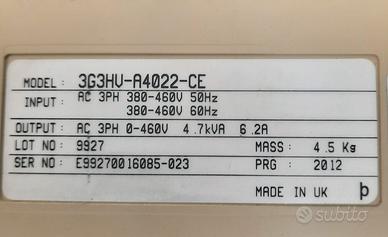 MODEL : 3G3HV-A4022-CE
INPUT: AC 3PH 380-460V 50Hz
380-460V 60Hz
OUTPUT: AC 3PH 0-460V 4.7kVA 6.2A
LOT NO : 9927 MASS: 4.5 Kg
SER NO : E99270016085-023 PRG : 2012
MADE IN UK
subito